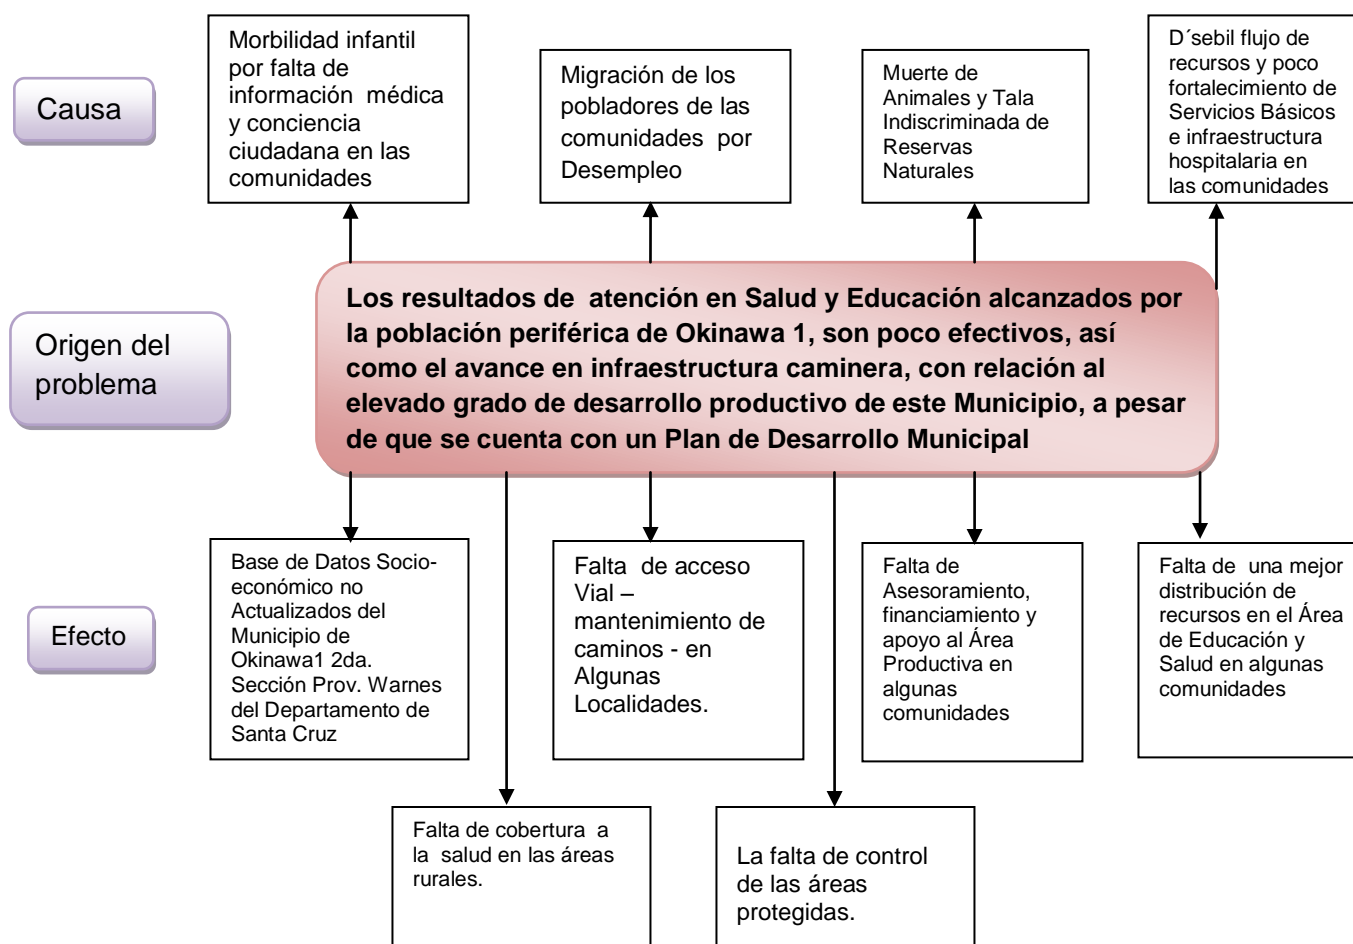 Causa
Morbilidad infantil
por falta de
información médica
y conciencia
ciudadana en las
comunidades
Migración de los
pobladores de las
comunidades por
Desempleo
Muerte de
Animales y Tala
Indiscriminada de
Reservas
Naturales
D´sebil flujo de
recursos y poco
fortalecimiento de
Servicios Básicos
e infraestructura
hospitalaria en
las comunidades
Origen del
problema
Los resultados de atención en Salud y Educación alcanzados por
la población periférica de Okinawa 1, son poco efectivos, así
como el avance en infraestructura caminera, con relación al
elevado grado de desarrollo productivo de este Municipio, a pesar
de que se cuenta con un Plan de Desarrollo Municipal
Efecto
Base de Datos Socio-
económico no
Actualizados del
Municipio de
Okinawa1 2da.
Sección Prov. Warnes
del Departamento de
Santa Cruz
Falta de acceso
Vial –
mantenimiento de
caminos - en
Algunas
Localidades.
Falta de
Asesoramiento,
financiamiento y
apoyo al Área
Productiva en
algunas
comunidades
Falta de una mejor
distribución de
recursos en el Área
de Educación y
Salud en algunas
comunidades
Falta de cobertura a
la salud en las áreas
rurales.
La falta de control
de las áreas
protegidas.